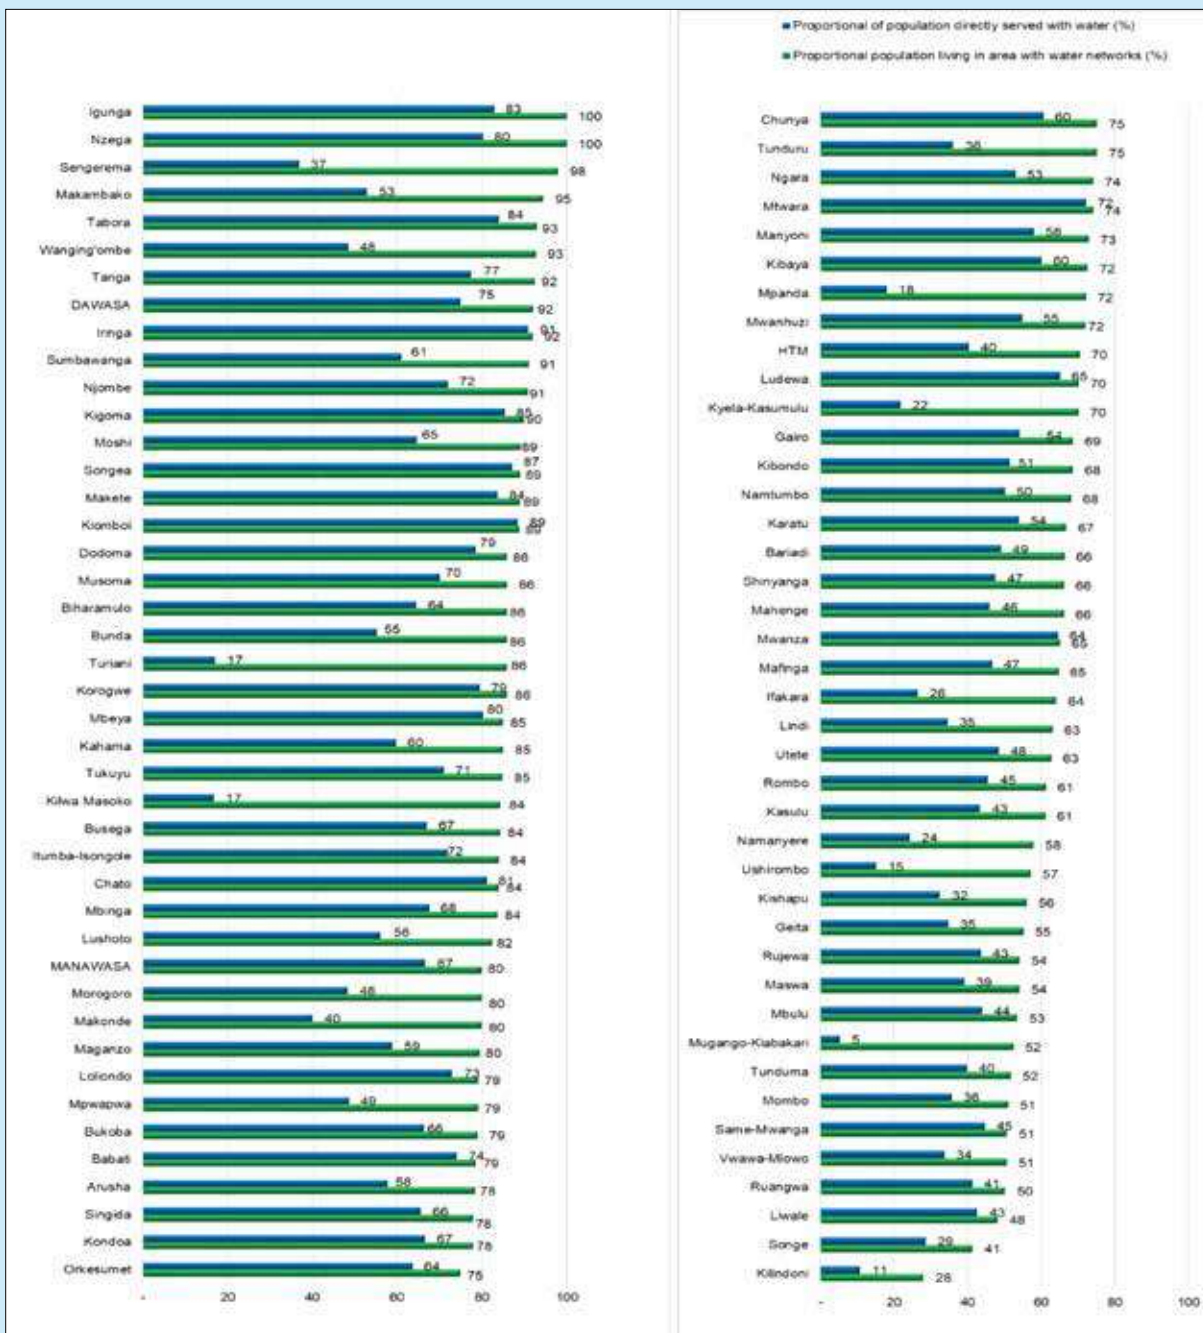 Proportional of population directly served with water (%)
Proportional population living in area with water networks (%)
Igunga 83 100
Nzega 80 100
Sengerema 37 98
Makambako 53 95
Tabora 84 93
Wanging'ombe 48 93
Tanga 77 92
DAWASA 75 92
Iringa 91 92
Sumbawanga 61 91
Njombe 72 91
Kigoma 85 90
Moshi 65 89
Songea 87 89
Makete 84 89
Kiomboi 89 89
Dodoma 79 86
Musoma 70 86
Biharamulo 64 86
Bunda 55 86
Turiani 17 86
Korogwe 79 86
Mbeya 80 85
Kahama 60 85
Tukuyu 71 85
Kilwa Masoko 17 84
Busega 67 84
Itumba-Isongole 72 84
Chato 81 84
Mbinga 68 84
Lushoto 56 82
MANAWASA 67 80
Morogoro 48 80
Makonde 40 80
Maganzo 59 80
Loliondo 73 79
Mpwapwa 49 79
Bukoba 66 79
Babati 74 79
Arusha 58 78
Singida 66 78
Kondoa 67 78
Orkesumet 64 75
- 20 40 60 80 100
Chunya 60 75
Tunduru 36 75
Ngara 53 74
Mtwara 72 74
Manyoni 58 73
Kibaya 60 72
Mpanda 18 72
Mwanhuzi 55 72
HTM 40 70
Ludewa 65 70
Kyela-Kasumulu 22 70
Gairo 54 69
Kibondo 51 68
Namtumbo 50 68
Karatu 54 67
Bariadi 49 66
Shinyanga 47 66
Mahenge 46 66
Mwanza 64 65
Mafinga 47 65
Ifakara 26 64
Lindi 35 63
Utete 48 63
Rombo 45 61
Kasulu 43 61
Namanyere 24 58
Ushirombo 15 57
Kishapu 32 56
Geita 35 55
Rujewa 43 54
Maswa 39 54
Mbulu 44 53
Mugango-Kiabakari 5 52
Tunduma 40 52
Mombo 36 51
Same-Mwanga 45 51
Vwawa-Mlowo 34 51
Ruangwa 41 50
Liwale 43 48
Songe 29 41
Kilindoni 11 28
- 20 40 60 80 100